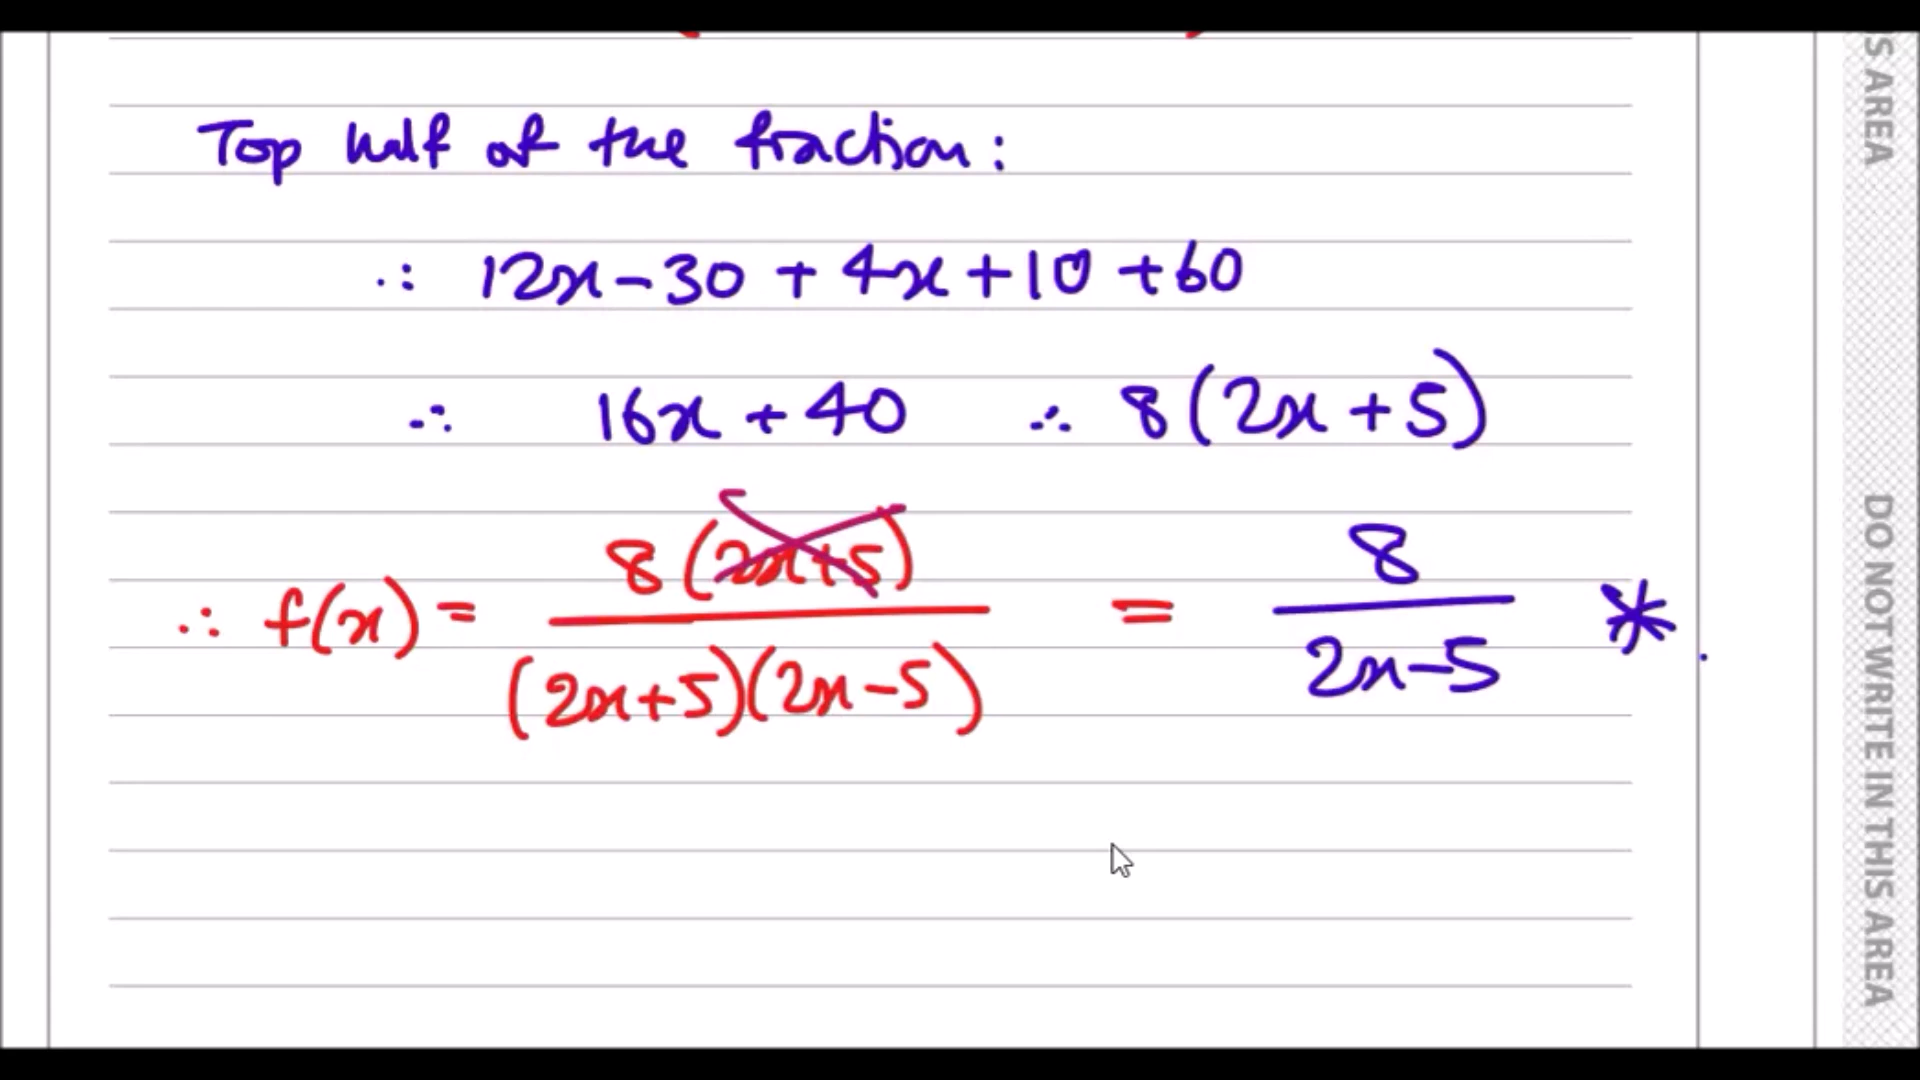 Top half of the fraction:
∴ 12x - 30 + 4x + 10 + 60
∴ 16x + 40 ∴ 8(2x + 5)
∴ f(x) = 8(2x+5) / (2x+5)(2x-5) = 8 / 2x-5 *.
S AREA
DO NOT WRITE IN THIS AREA